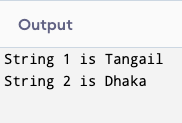 Output
String 1 is Tangail
String 2 is Dhaka